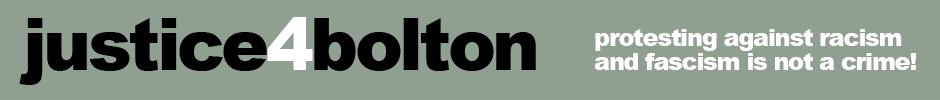 justice4bolton
protesting against racism
and fascism is not a crime!